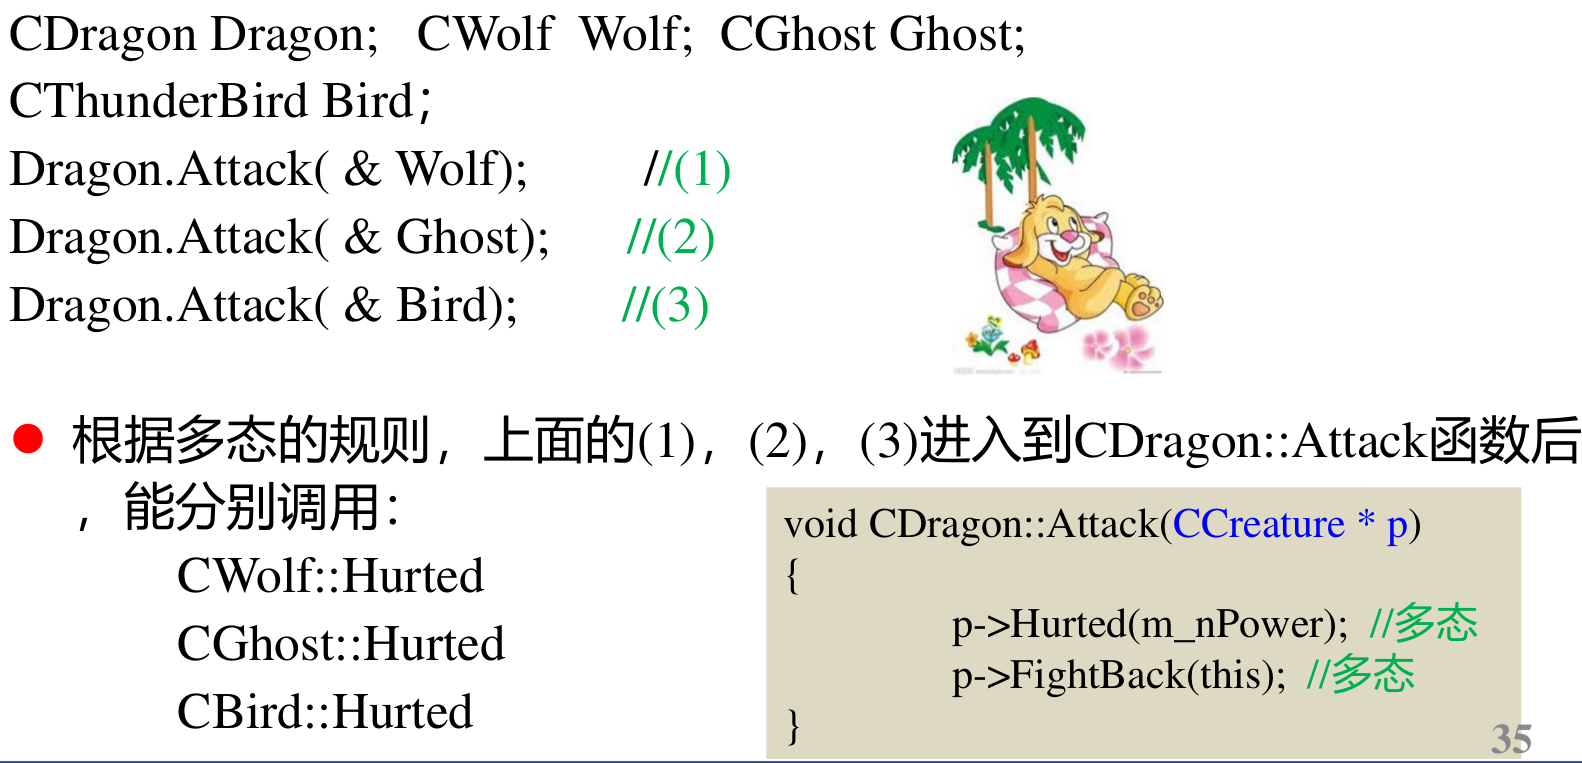 CDragon Dragon; CWolf Wolf; CGhost Ghost;
CThunderBird Bird；
Dragon.Attack( & Wolf); //(1)
Dragon.Attack( & Ghost); //(2)
Dragon.Attack( & Bird); //(3)
● 根据多态的规则，上面的(1)，(2)，(3)进入到CDragon::Attack函数后
，能分别调用：
CWolf::Hurted
CGhost::Hurted
CBird::Hurted
void CDragon::Attack(CCreature * p)
{
p->Hurted(m_nPower); //多态
p->FightBack(this); //多态
}
35